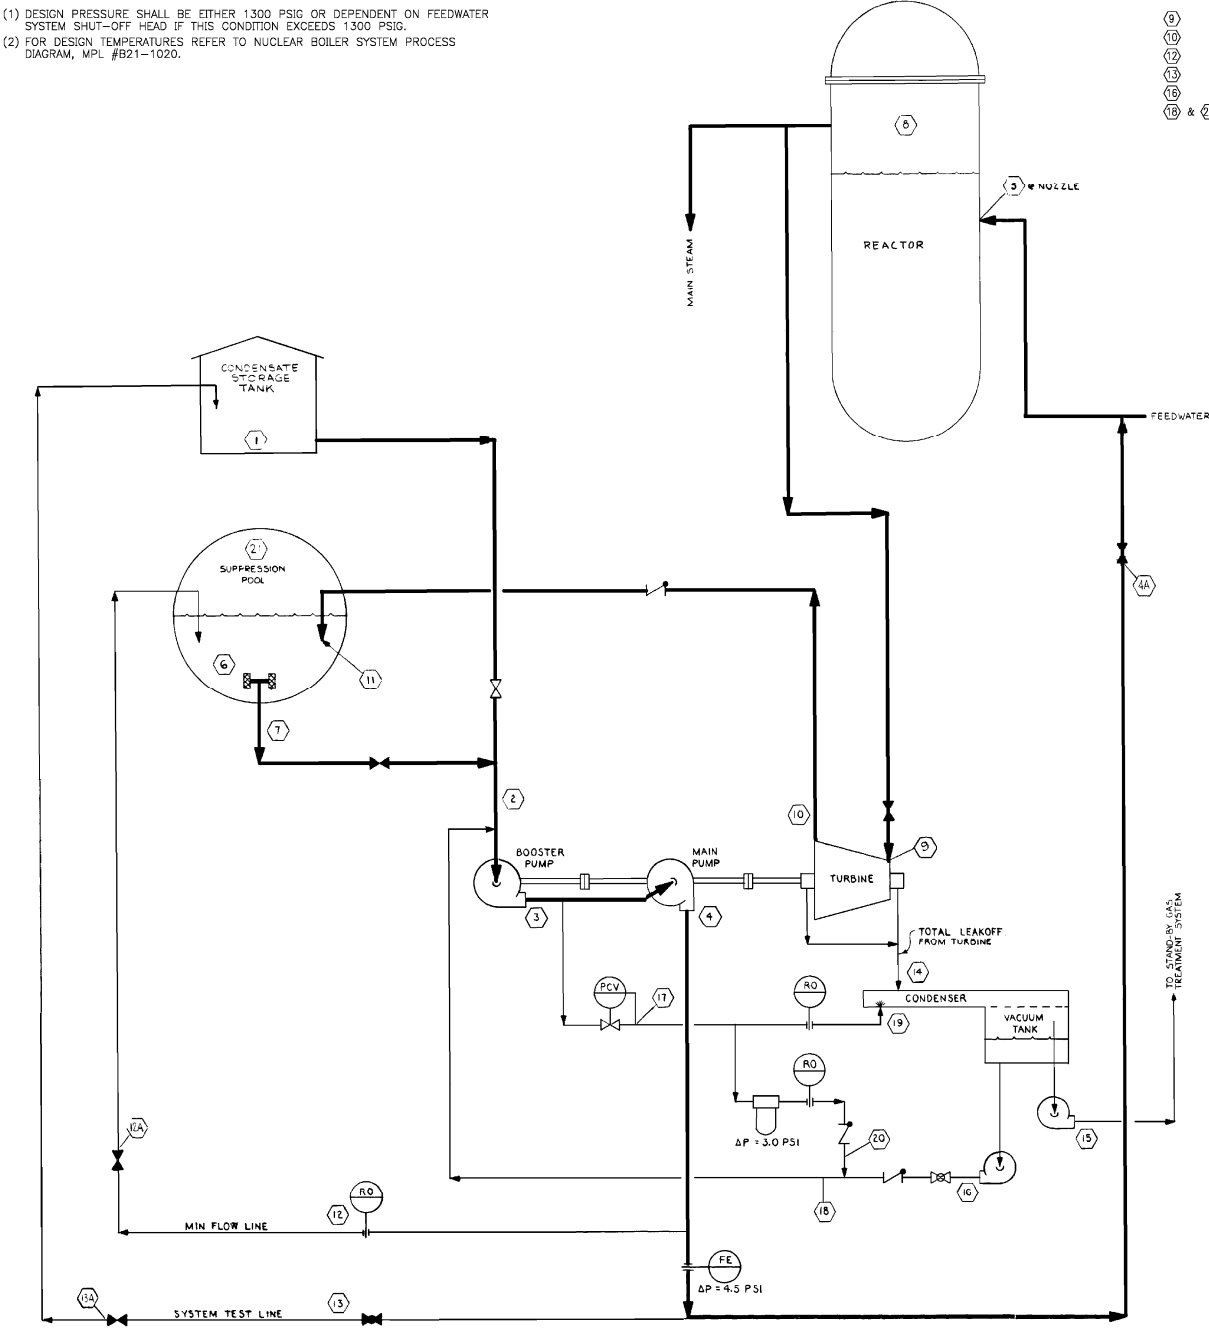 (1) DESIGN PRESSURE SHALL BE EITHER 1300 PSIG OR DEPENDENT ON FEEDWATER
SYSTEM SHUT-OFF HEAD IF THIS CONDITION EXCEEDS 1300 PSIG.
(2) FOR DESIGN TEMPERATURES REFER TO NUCLEAR BOILER SYSTEM PROCESS
DIAGRAM, MPL #B21-1020.
9
10
12
13
16
18 & 2
8
5 @ NUZZLE
REACTOR
MAIN STEAM
CONDENSATE
STORAGE
TANK
1
FEEDWATER
21
SUPPRESSION
POOL
4A
6
11
7
2
10
BOOSTER
PUMP
MAIN
PUMP
9
TURBINE
3
4
TOTAL LEAKOFF
FROM TURBINE
TO STAND-BY GAS
TREATMENT SYSTEM
14
PCV
17
RO
CONDENSER
19
VACUUM
TANK
RO
ΔP = 3.0 PSI
20
15
12A
16
RO
12
18
MIN FLOW LINE
FE
ΔP = 4.5 PSI
13A
SYSTEM TEST LINE
13